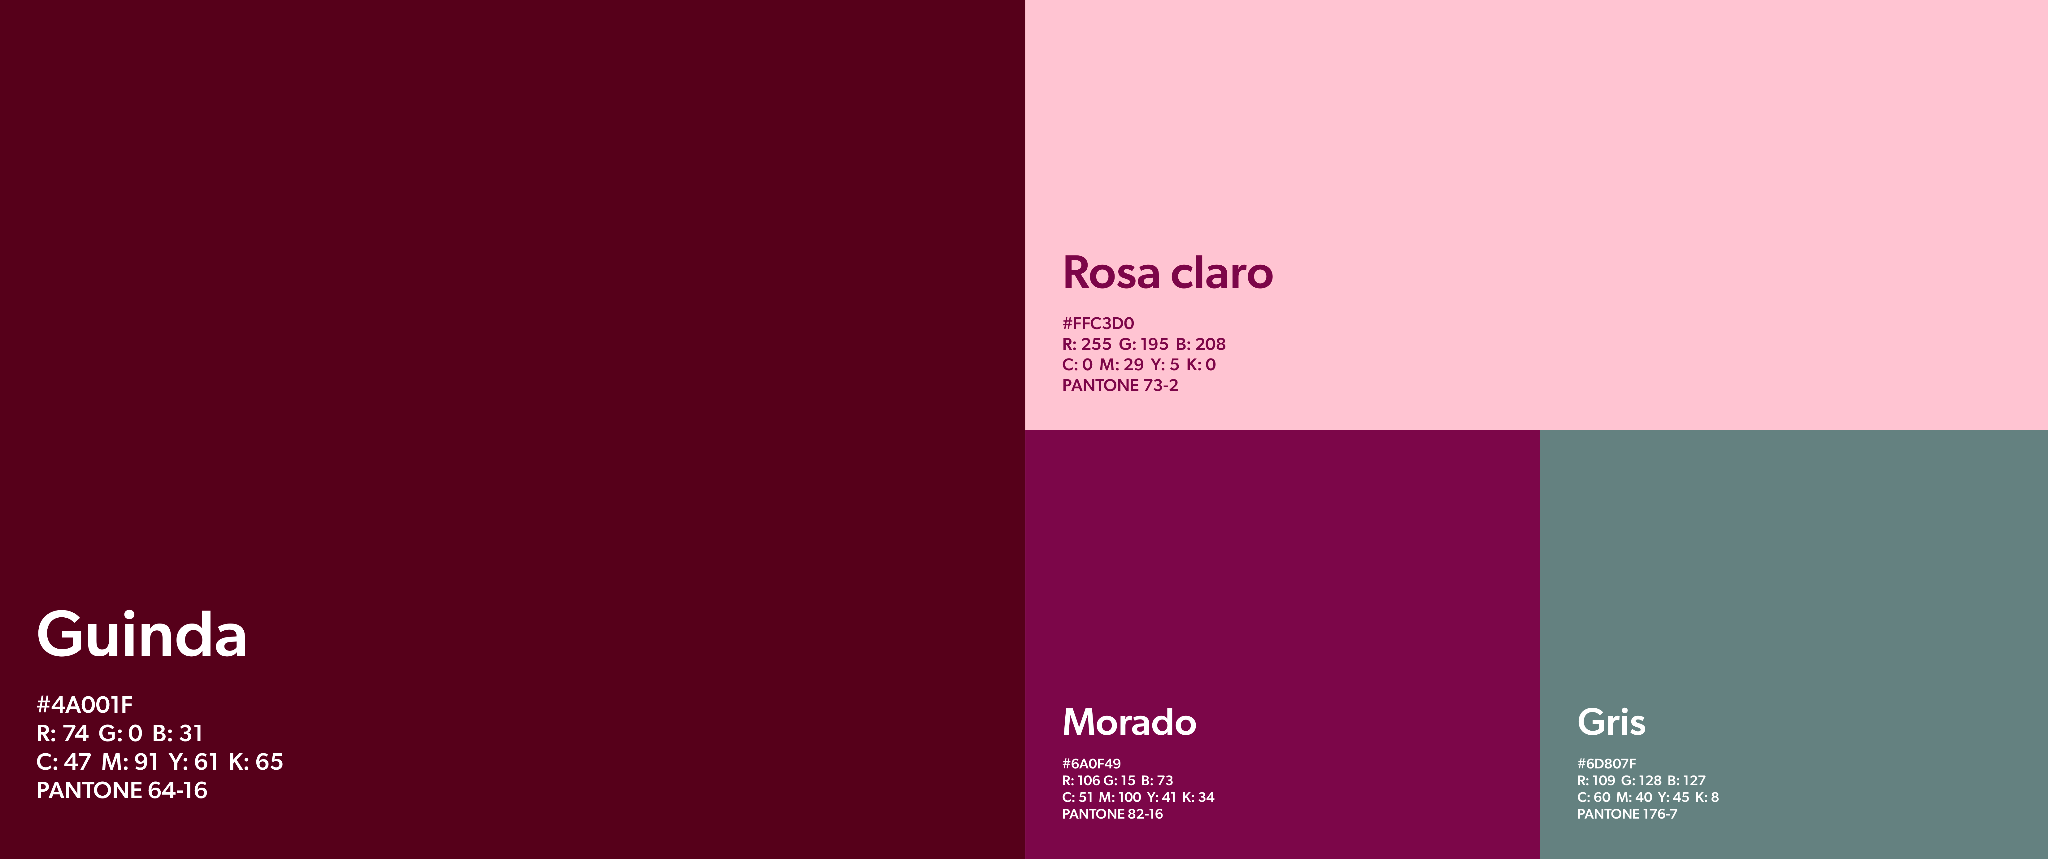 Guinda
#4A001F
R: 74 G: 0 B: 31
C: 47 M: 91 Y: 61 K: 65
PANTONE 64-16
Rosa claro
#FFC3D0
R: 255 G: 195 B: 208
C: 0 M: 29 Y: 5 K: 0
PANTONE 73-2
Morado
#6A0F49
R: 106 G: 15 B: 73
C: 51 M: 100 Y: 41 K: 34
PANTONE 82-16
Gris
#6D807F
R: 109 G: 128 B: 127
C: 60 M: 40 Y: 45 K: 8
PANTONE 176-7